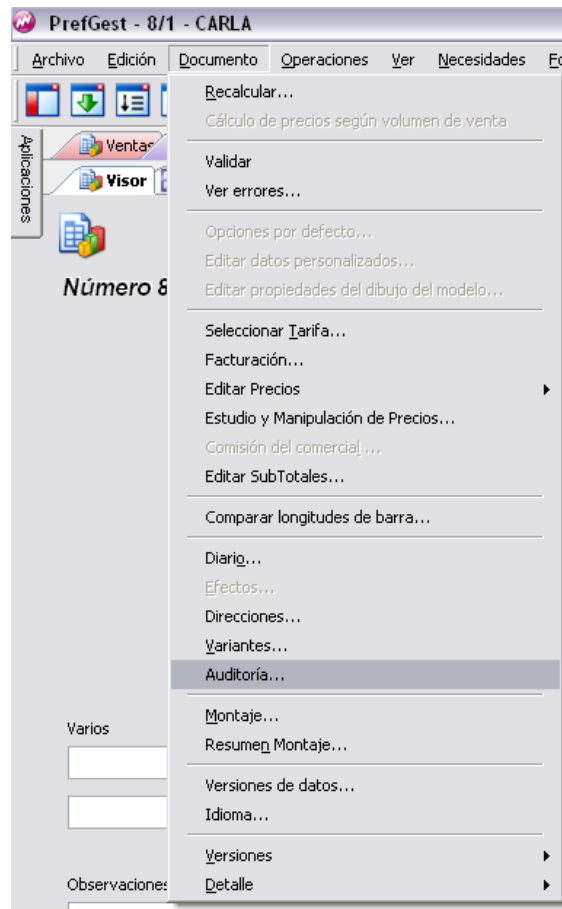 PrefGest - 8/1 - CARLA
Archivo Edición Documento Operaciones Ver Necesidades
Recalcular...
Cálculo de precios según volumen de venta
Aplicaciones
Ventas
Validar
Visor
Ver errores...
Opciones por defecto...
Editar datos personalizados...
Número 8
Editar propiedades del dibujo del modelo...
Seleccionar Tarifa...
Facturación...
Editar Precios
Estudio y Manipulación de Precios...
Comisión del comercial ...
Editar SubTotales...
Comparar longitudes de barra...
Diario...
Efectos...
Direcciones...
Variantes...
Auditoría...
Montaje...
Varios
Resumen Montaje...
Versiones de datos...
Idioma...
Versiones
Observaciones
Detalle